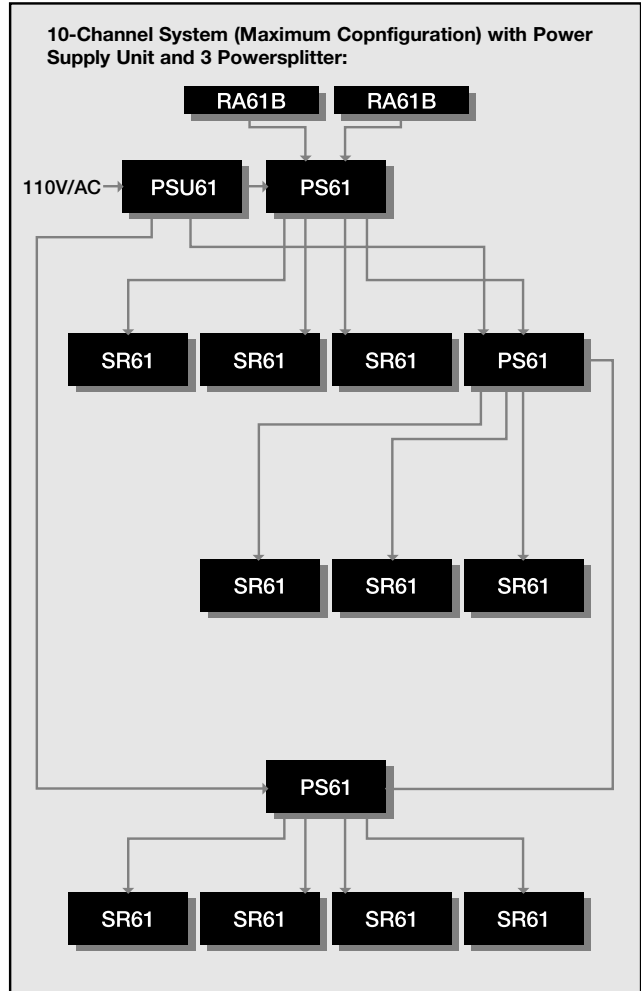 10-Channel System (Maximum Copnfiguration) with Power
Supply Unit and 3 Powersplitter:
RA61B RA61B
110V/AC PSU61 PS61
SR61 SR61 SR61 PS61
SR61 SR61 SR61
PS61
SR61 SR61 SR61 SR61